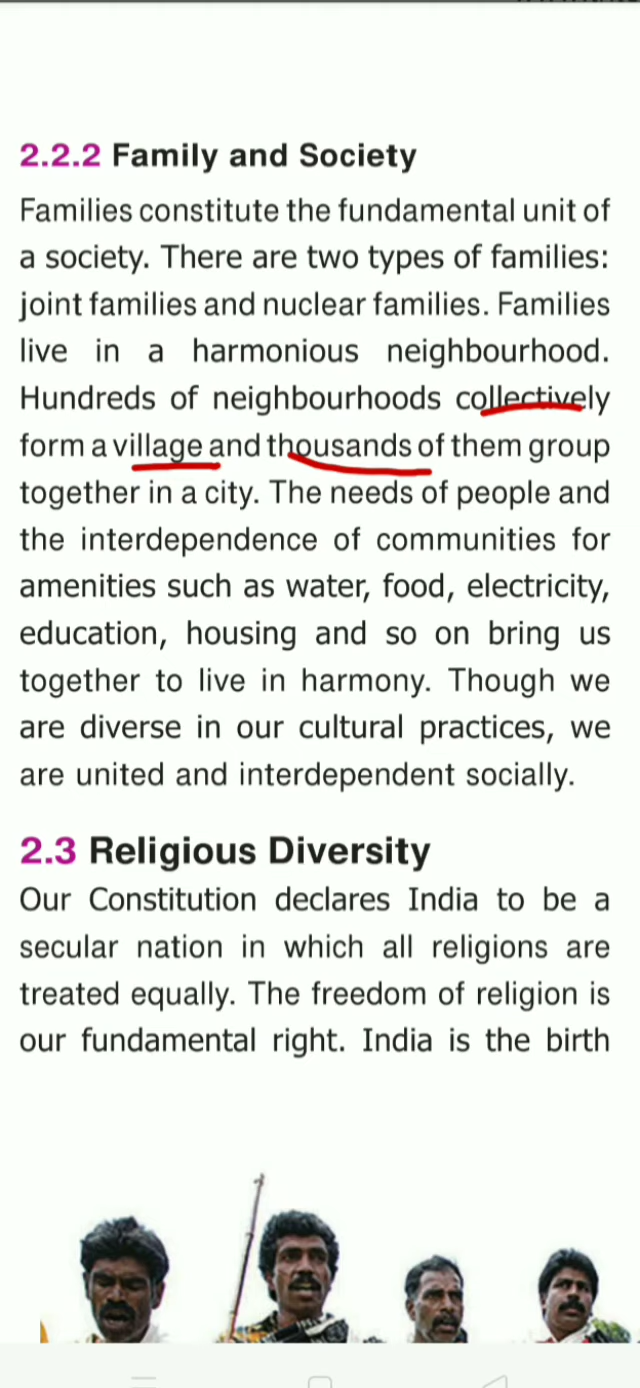 2.2.2 Family and Society
Families constitute the fundamental unit of
a society. There are two types of families:
joint families and nuclear families. Families
live in a harmonious neighbourhood.
Hundreds of neighbourhoods collectively
form a village and thousands of them group
together in a city. The needs of people and
the interdependence of communities for
amenities such as water, food, electricity,
education, housing and so on bring us
together to live in harmony. Though we
are diverse in our cultural practices, we
are united and interdependent socially.
2.3 Religious Diversity
Our Constitution declares India to be a
secular nation in which all religions are
treated equally. The freedom of religion is
our fundamental right. India is the birth